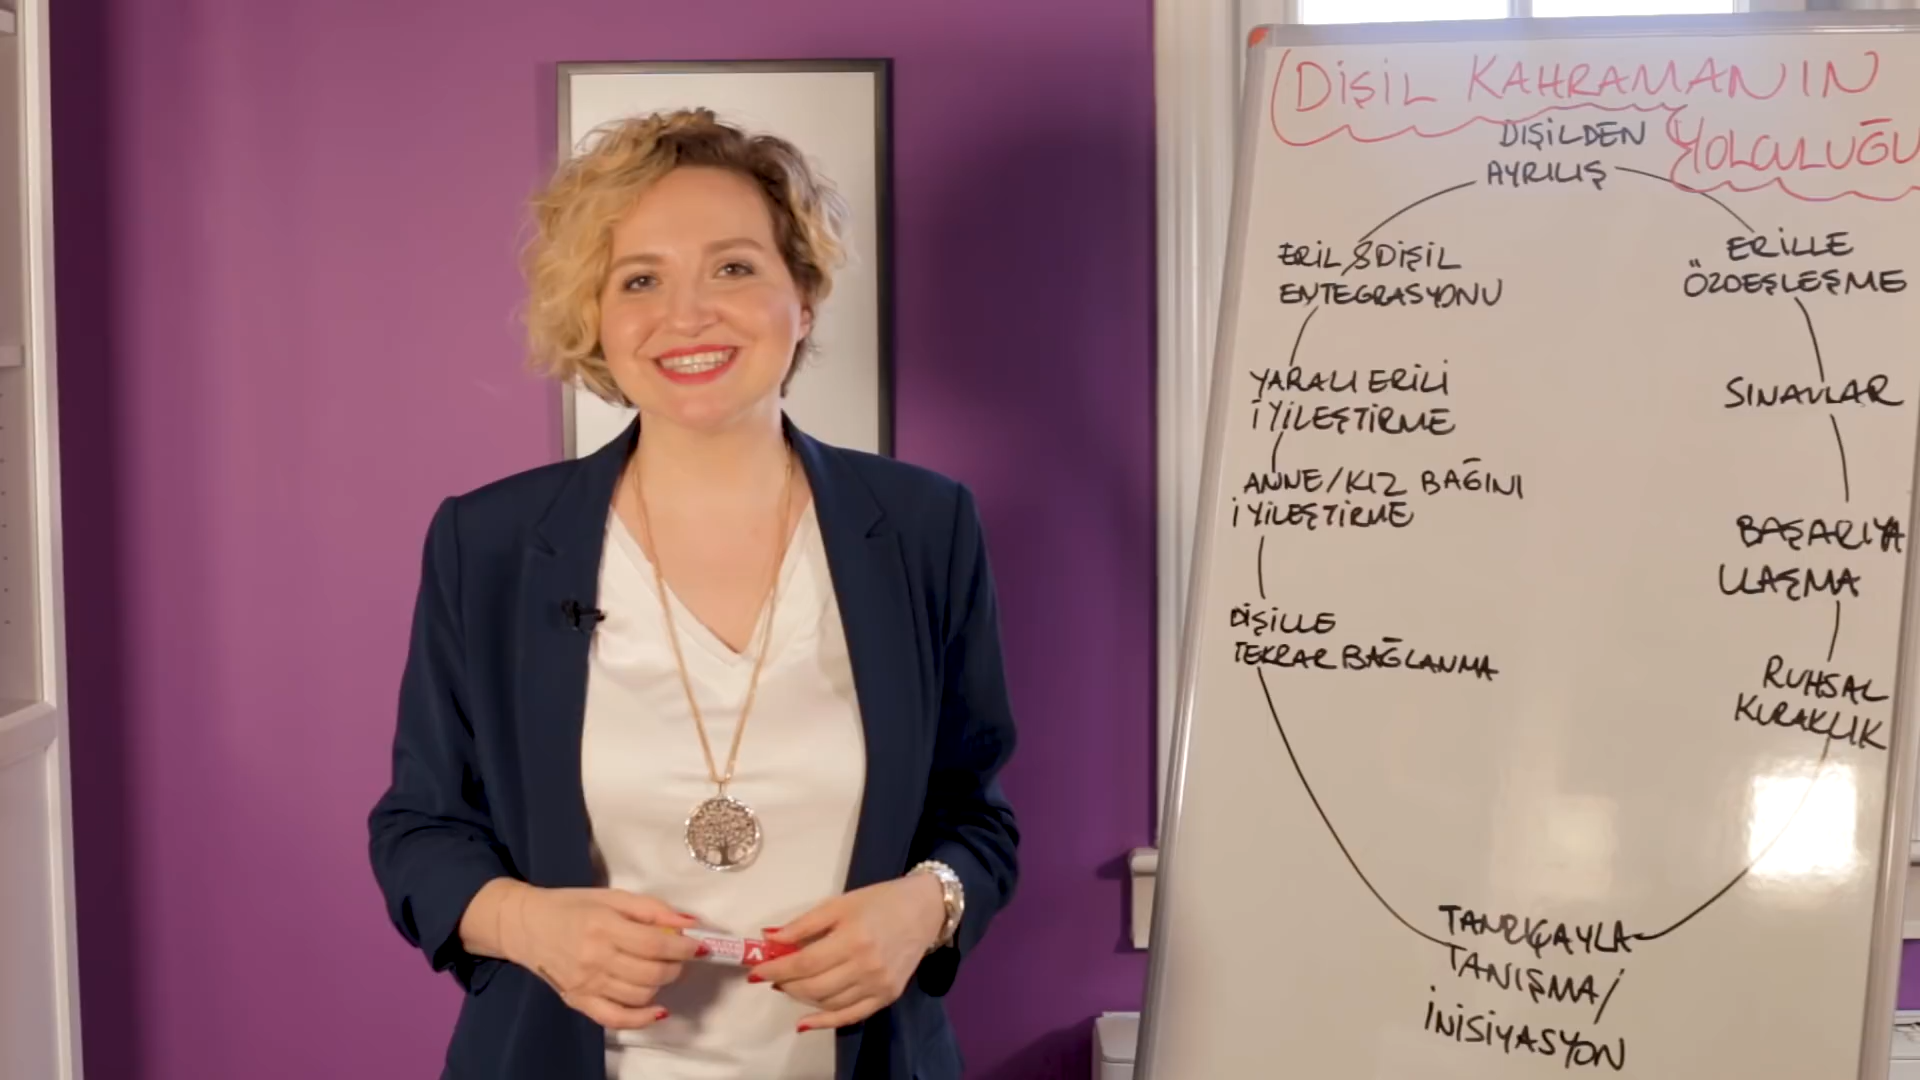 DİŞİL KAHRAMANIN
YOLCULUĞU
DIŞİLDEN
AYRILIŞ
ERİLLE
ÖZDEŞLEŞME
SINAVLAR
BAŞARIYA
ULAŞMA
RUHSAL
KURAKLIK
TANRIÇAYLA
TANIŞMA/
İNİSİYASYON
DİŞİLLE
TEKRAR BAĞLANMA
ANNE/KIZ BAĞINI
İYİLEŞTİRME
YARALI ERİLİ
İYİLEŞTİRME
ERİL & DİŞİL
ENTEGRASYONU